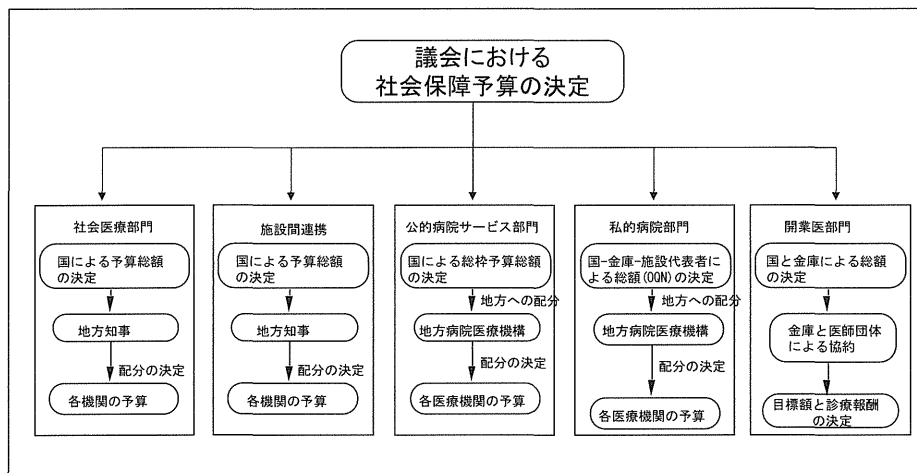 議会における
社会保障予算の決定
社会医療部門
国による予算総額
の決定
地方知事
配分の決定
各機関の予算
施設間連携
国による予算総額
の決定
地方知事
配分の決定
各機関の予算
公的病院サービス部門
国による総枠予算総額
の決定
地方への配分
地方病院医療機構
配分の決定
各医療機関の予算
私的病院部門
国-金庫-施設代表者に
よる総額(OQN)の決定
地方への配分
地方病院医療機構
配分の決定
各医療機関の予算
開業医部門
国と金庫による総額
の決定
金庫と医師団体
による協約
目標額と診療報酬
の決定